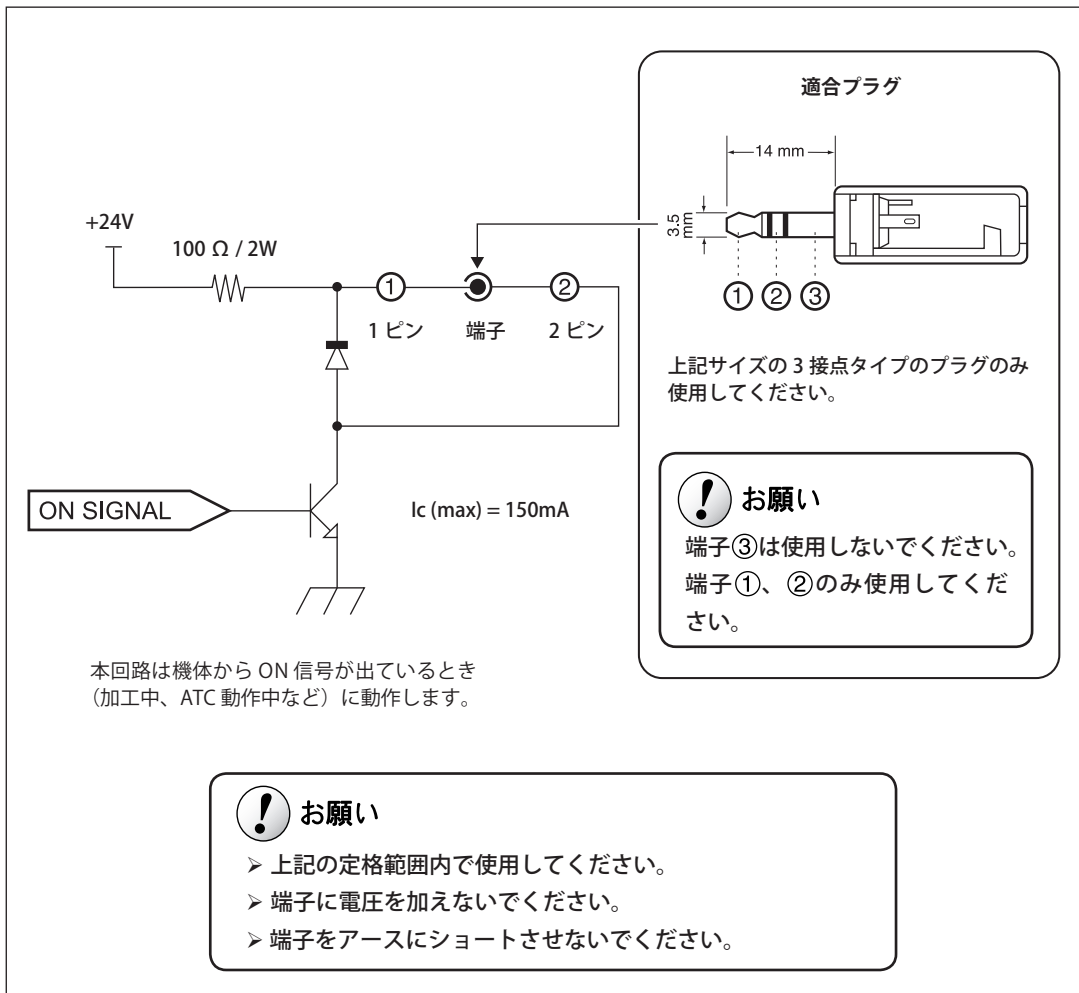 適合プラグ
14 mm
3.5
mm
① ② ③
上記サイズの 3 接点タイプのプラグのみ
使用してください。
お願い
端子③は使用しないでください。
端子①、②のみ使用してくだ
さい。
+24V
100 Ω / 2W
① ②
1 ピン 端子 2 ピン
ON SIGNAL
Ic (max) = 150mA
本回路は機体から ON 信号が出ているとき
（加工中、ATC 動作中など）に動作します。
お願い
➢ 上記の定格範囲内で使用してください。
➢ 端子に電圧を加えないでください。
➢ 端子をアースにショートさせないでください。